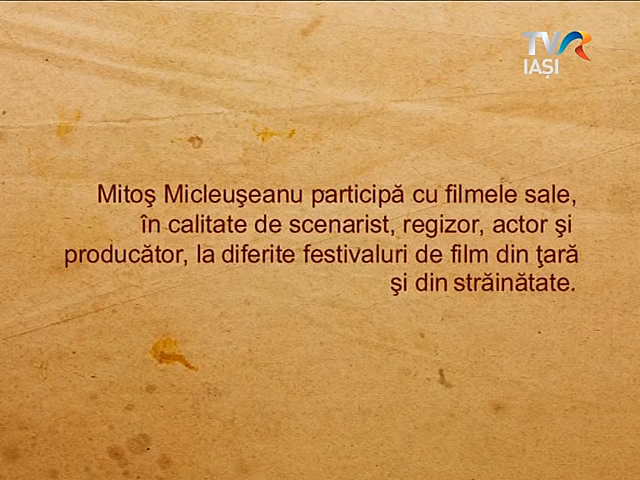 TVR
IAȘI
Mitoş Micleuşeanu participă cu filmele sale,
în calitate de scenarist, regizor, actor şi
producător, la diferite festivaluri de film din ţară
şi din străinătate.